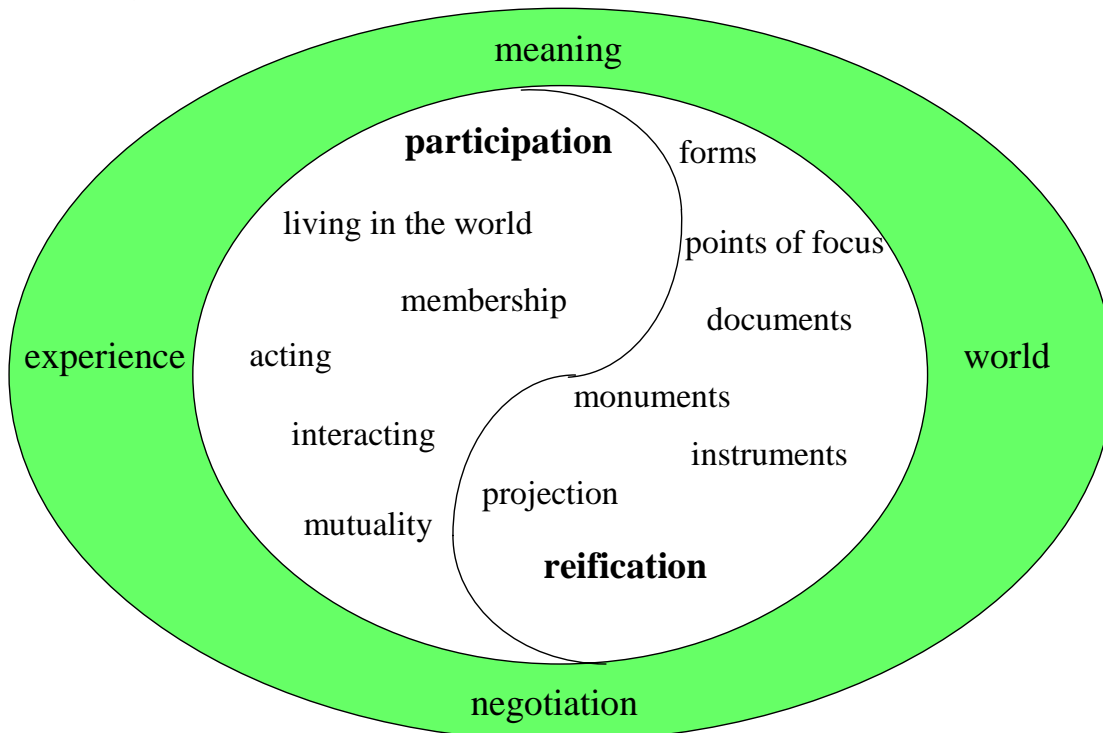 meaning
participation
forms
living in the world
points of focus
membership
documents
experience
acting
world
monuments
interacting
instruments
projection
mutuality
reification
negotiation